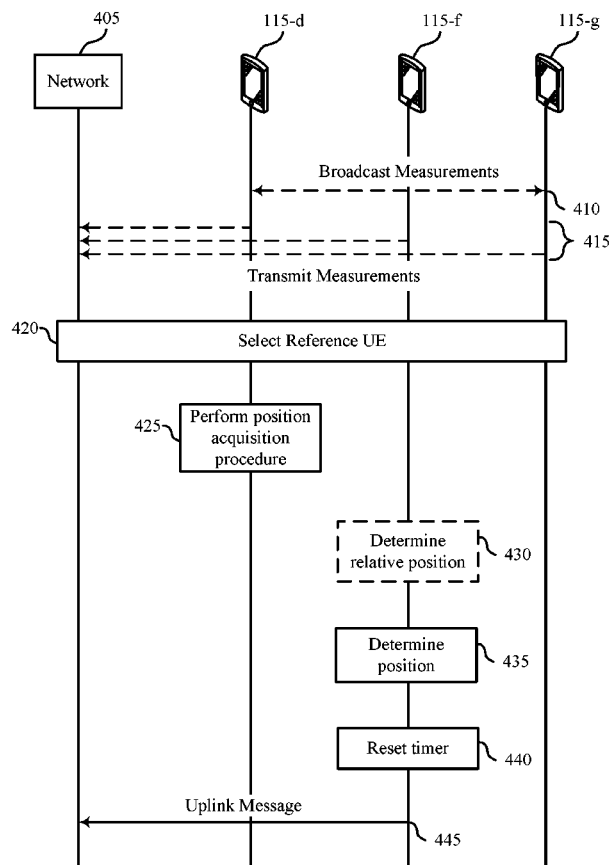 405
115-d
115-f
115-g
Network
Broadcast Measurements
410
415
Transmit Measurements
420
Select Reference UE
425
Perform position
acquisition
procedure
Determine
relative position
430
Determine
position
435
Reset timer
440
Uplink Message
445